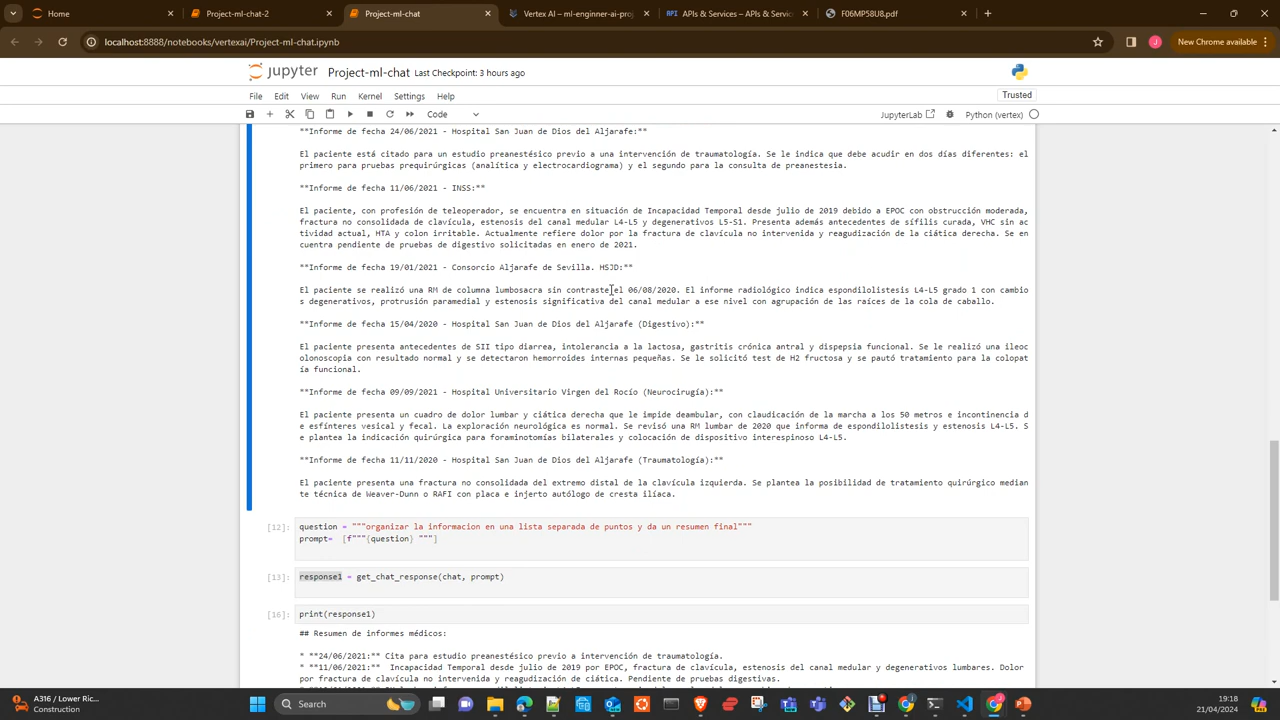 Home
Project-ml-chat-2
Project-ml-chat
Vertex AI – ml-enginner-ai-proj
API APIs & Services – APIs & Servic
F06MP58U8.pdf
localhost:8888/notebooks/vertexai/Project-ml-chat.ipynb
J
New Chrome available
jupyter Project-ml-chat Last Checkpoint: 3 hours ago
File Edit View Run Kernel Settings Help
Trusted
Code
JupyterLab
Python (vertex)
**Informe de fecha 24/06/2021 - Hospital San Juan de Dios del Aljarafe:**
El paciente está citado para un estudio preanestésico previo a una intervención de traumatología. Se le indica que debe acudir en dos días diferentes: el
primero para pruebas prequirúrgicas (analítica y electrocardiograma) y el segundo para la consulta de preanestesia.
**Informe de fecha 11/06/2021 - INSS:**
El paciente, con profesión de teleoperador, se encuentra en situación de Incapacidad Temporal desde julio de 2019 debido a EPOC con obstrucción moderada,
fractura no consolidada de clavícula, estenosis del canal medular L4-L5 y degenerativos L5-S1. Presenta además antecedentes de sífilis curada, VHC sin ac
tividad actual, HTA y colon irritable. Actualmente refiere dolor por la fractura de clavícula no intervenida y reagudización de la ciática derecha. Se en
cuentra pendiente de pruebas de digestivo solicitadas en enero de 2021.
**Informe de fecha 19/01/2021 - Consorcio Aljarafe de Sevilla. HSJD:**
El paciente se realizó una RM de columna lumbosacra sin contraste el 06/08/2020. El informe radiológico indica espondilolistesis L4-L5 grado 1 con cambio
s degenerativos, protrusión paramedial y estenosis significativa del canal medular a ese nivel con agrupación de las raíces de la cola de caballo.
**Informe de fecha 15/04/2020 - Hospital San Juan de Dios del Aljarafe (Digestivo):**
El paciente presenta antecedentes de SII tipo diarrea, intolerancia a la lactosa, gastritis crónica antral y dispepsia funcional. Se le realizó una ileoc
olonoscopia con resultado normal y se detectaron hemorroides internas pequeñas. Se le solicitó test de H2 fructosa y se pautó tratamiento para la colopat
ía funcional.
**Informe de fecha 09/09/2021 - Hospital Universitario Virgen del Rocío (Neurocirugía):**
El paciente presenta un cuadro de dolor lumbar y ciática derecha que le impide deambular, con claudicación de la marcha a los 50 metros e incontinencia d
e esfínteres vesical y fecal. La exploración neurológica es normal. Se revisó una RM lumbar de 2020 que informa de espondilolistesis y estenosis L4-L5. S
e plantea la indicación quirúrgica para foraminotomías bilaterales y colocación de dispositivo interespinoso L4-L5.
**Informe de fecha 11/11/2020 - Hospital San Juan de Dios del Aljarafe (Traumatología):**
El paciente presenta una fractura no consolidada del extremo distal de la clavícula izquierda. Se plantea la posibilidad de tratamiento quirúrgico median
te técnica de Weaver-Dunn o RAFI con placa e injerto autólogo de cresta ilíaca.
[12]: question = """organizar la informacion en una lista separada de puntos y da un resumen final"""
prompt= [f"""{question} """]
[13]: response1 = get_chat_response(chat, prompt)
[16]: print(response1)
## Resumen de informes médicos:
* **24/06/2021:** Cita para estudio preanestésico previo a intervención de traumatología.
* **11/06/2021:** Incapacidad Temporal desde julio de 2019 por EPOC, fractura de clavícula, estenosis del canal medular y degenerativos lumbares. Dolor
por fractura de clavícula y reagudización de ciática. Pendiente de pruebas digestivas.
A316 / Lower Ric...
Construction
Search
19:18
21/04/2024